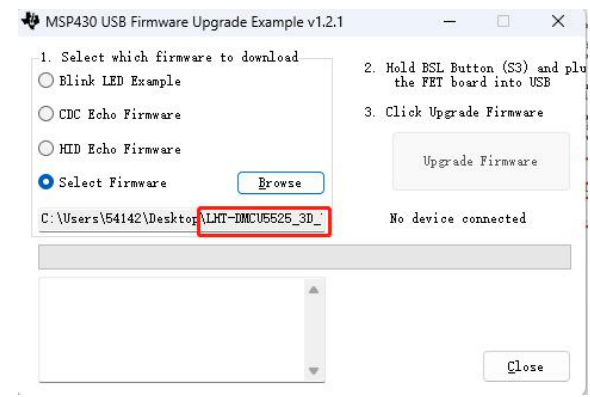 MSP430 USB Firmware Upgrade Example v1.2.1
1. Select which firmware to download
Blink LED Example
CDC Echo Firmware
HID Echo Firmware
Select Firmware
Browse
C:\Users\54142\Desktop\LHT-DMCU5525_3D_
2. Hold BSL Button (S3) and plu
the FET board into USB
3. Click Upgrade Firmware
Upgrade Firmware
No device connected
Close